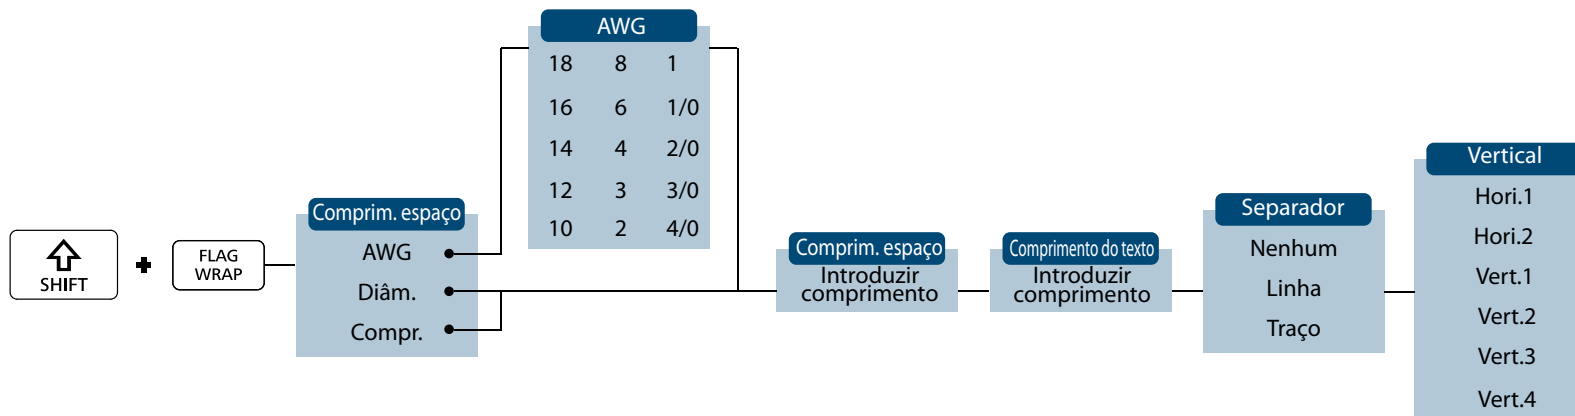 SHIFT
FLAG
WRAP
Comprim. espaço
AWG
Diâm.
Compr.
AWG
18 8 1
16 6 1/0
14 4 2/0
12 3 3/0
10 2 4/0
Comprim. espaço
Introduzir
comprimento
Comprimento do texto
Introduzir
comprimento
Separador
Nenhum
Linha
Traço
Vertical
Hori.1
Hori.2
Vert.1
Vert.2
Vert.3
Vert.4